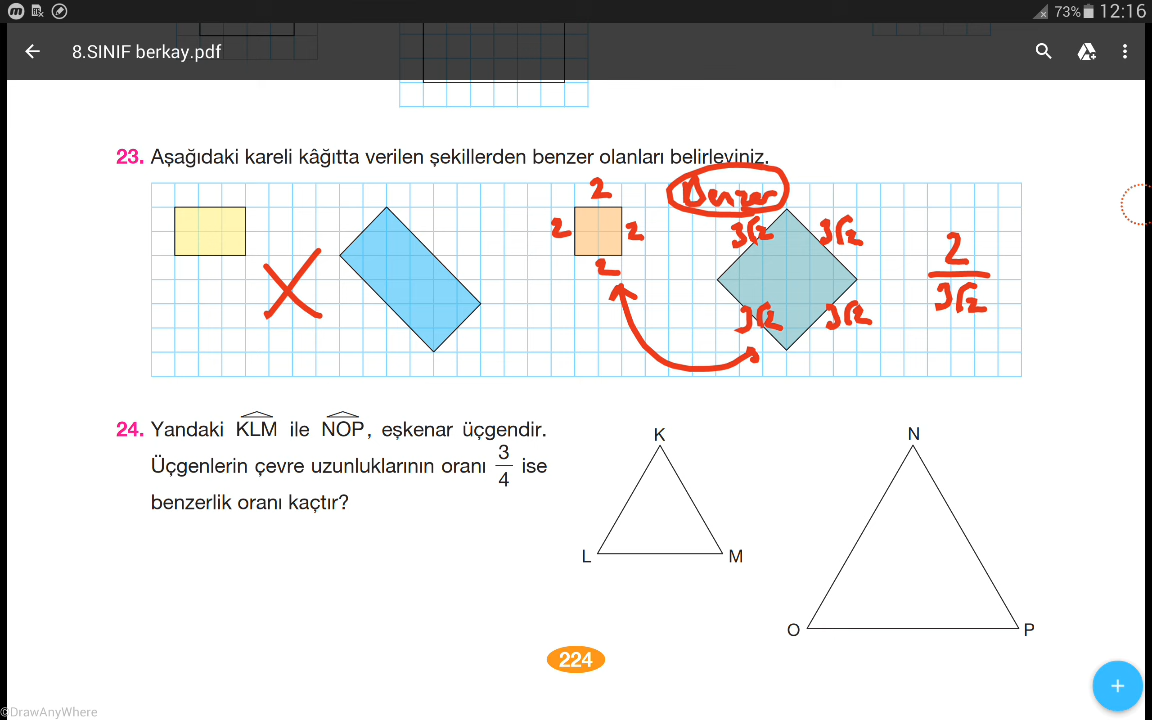 73% 12:16
8.SINIF berkay.pdf
23. Aşağıdaki kareli kâğıtta verilen şekillerden benzer olanları belirleyiniz.
2
Benzer
2
2
2
3√2
3√2
3√2
3√2
2
3√2
24. Yandaki KLM ile NOP, eşkenar üçgendir.
Üçgenlerin çevre uzunluklarının oranı 3/4 ise
benzerlik oranı kaçtır?
K
L
M
N
O
P
224
©DrawAnyWhere